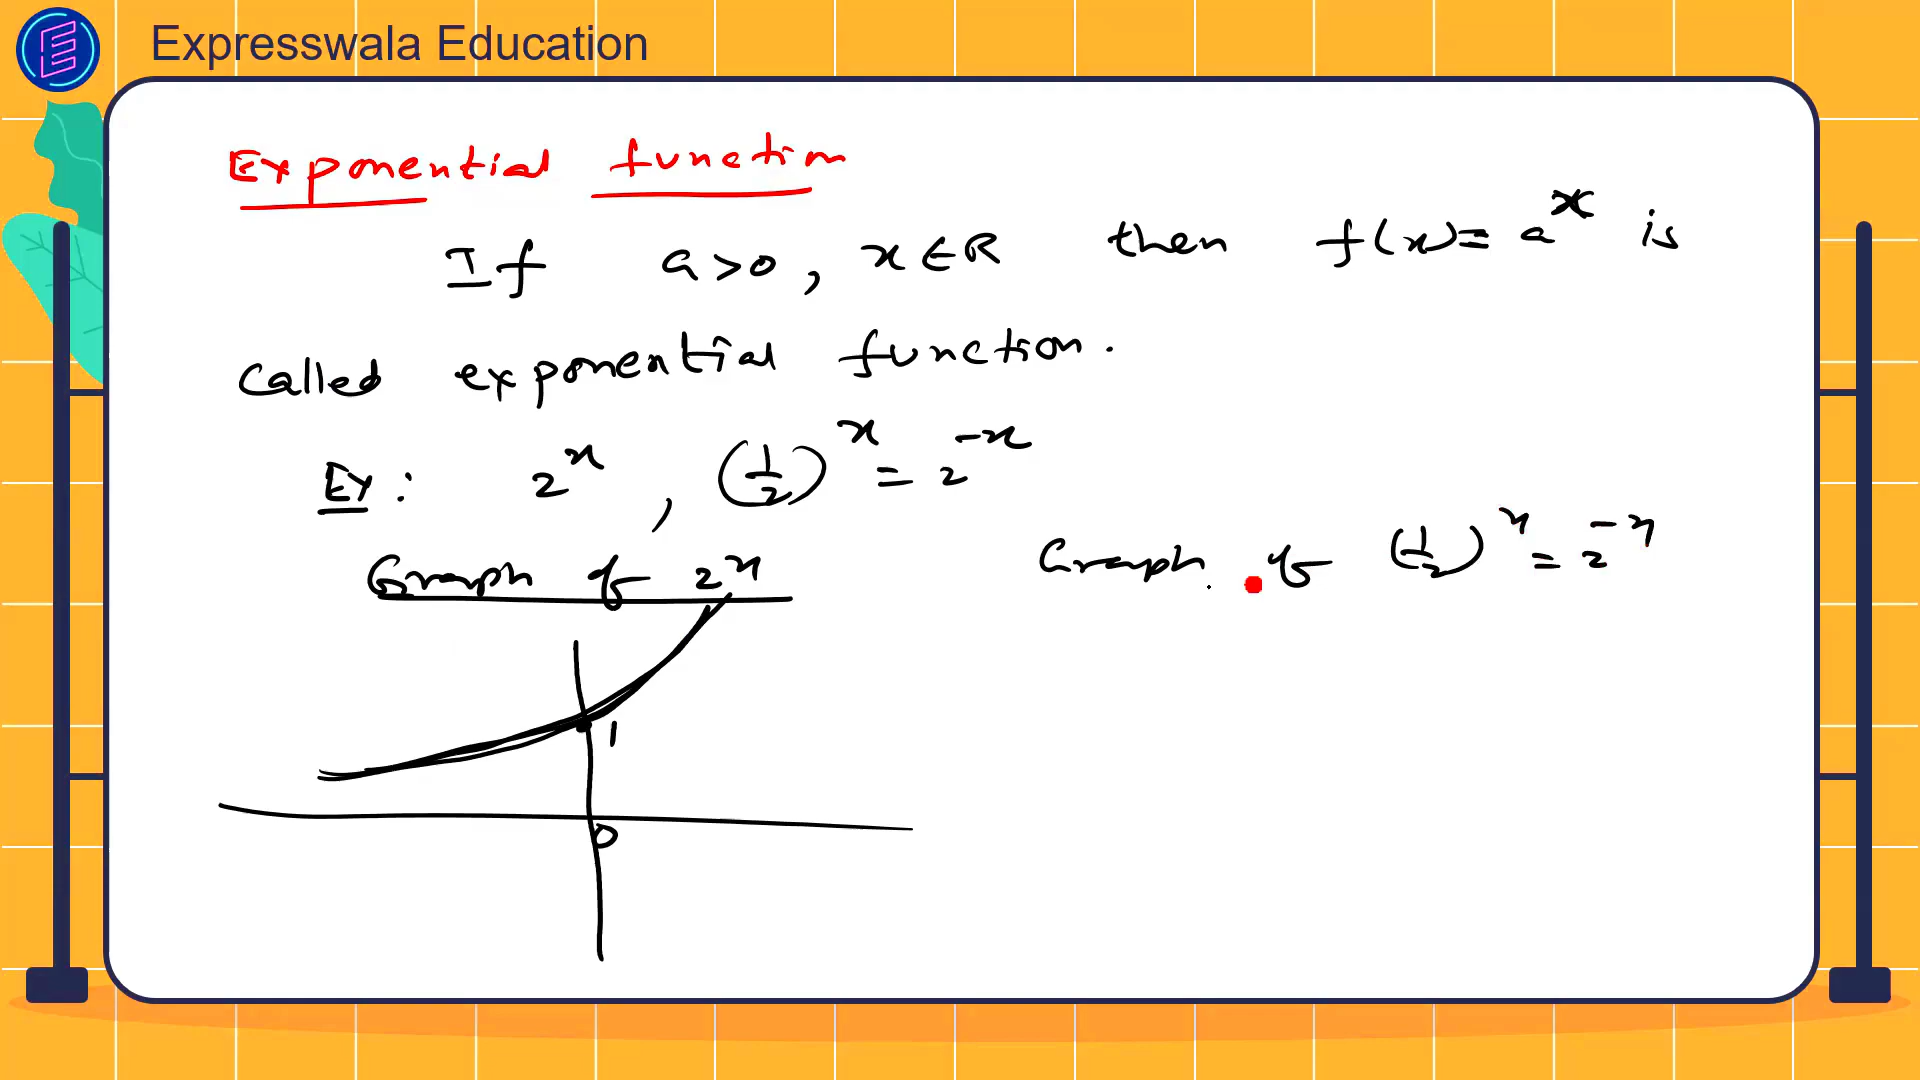 Expresswala Education
Exponential function
If a>0, x∈R then f(x)= a^x is
called exponential function.
Ex: 2^x, (1/2)^x = 2^-x
Graph of 2^x
Graph of (1/2)^x = 2^-x
1
0